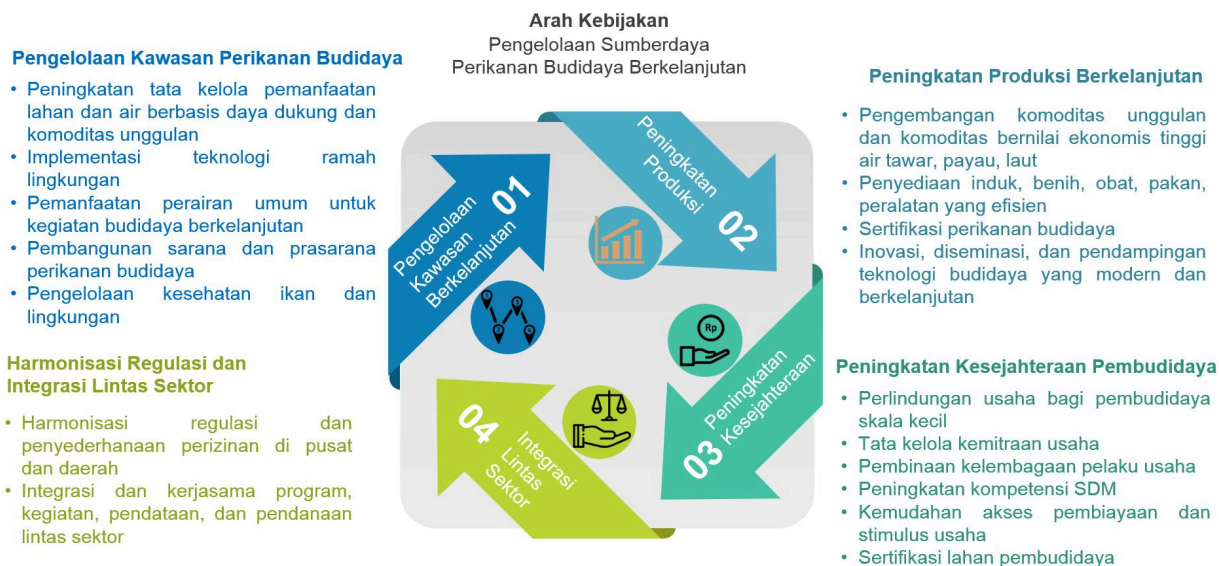 Arah Kebijakan
Pengelolaan Sumberdaya
Perikanan Budidaya Berkelanjutan
Pengelolaan Kawasan Perikanan Budidaya
• Peningkatan tata kelola pemanfaatan
lahan dan air berbasis daya dukung dan
komoditas unggulan
• Implementasi teknologi ramah
lingkungan
• Pemanfaatan perairan umum untuk
kegiatan budidaya berkelanjutan
• Pembangunan sarana dan prasarana
perikanan budidaya
• Pengelolaan kesehatan ikan dan
lingkungan
01
Pengelolaan
Kawasan
Berkelanjutan
Peningkatan
Produksi
02
Peningkatan Produksi Berkelanjutan
• Pengembangan komoditas unggulan
dan komoditas bernilai ekonomis tinggi
air tawar, payau, laut
• Penyediaan induk, benih, obat, pakan,
peralatan yang efisien
• Sertifikasi perikanan budidaya
• Inovasi, diseminasi, dan pendampingan
teknologi budidaya yang modern dan
berkelanjutan
Rp
03
Peningkatan
Kesejahteraan
Peningkatan Kesejahteraan Pembudidaya
• Perlindungan usaha bagi pembudidaya
skala kecil
• Tata kelola kemitraan usaha
• Pembinaan kelembagaan pelaku usaha
• Peningkatan kompetensi SDM
• Kemudahan akses pembiayaan dan
stimulus usaha
• Sertifikasi lahan pembudidaya
04
Integrasi
Lintas
Sektor
Harmonisasi Regulasi dan
Integrasi Lintas Sektor
• Harmonisasi regulasi dan
penyederhanaan perizinan di pusat
dan daerah
• Integrasi dan kerjasama program,
kegiatan, pendataan, dan pendanaan
lintas sektor